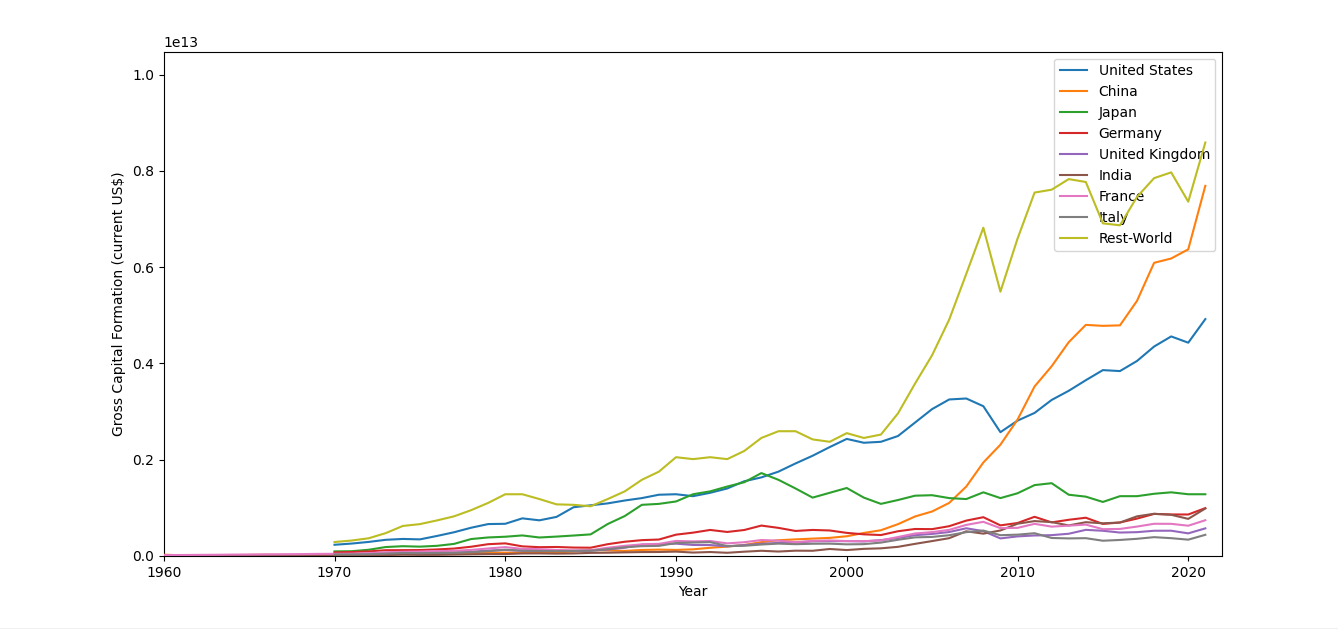 1e13
1.0
0.8
0.6
0.4
0.2
0.0
Gross Capital Formation (current US$)
1960 1970 1980 1990 2000 2010 2020
Year
United States
China
Japan
Germany
United Kingdom
India
France
Italy
Rest-World